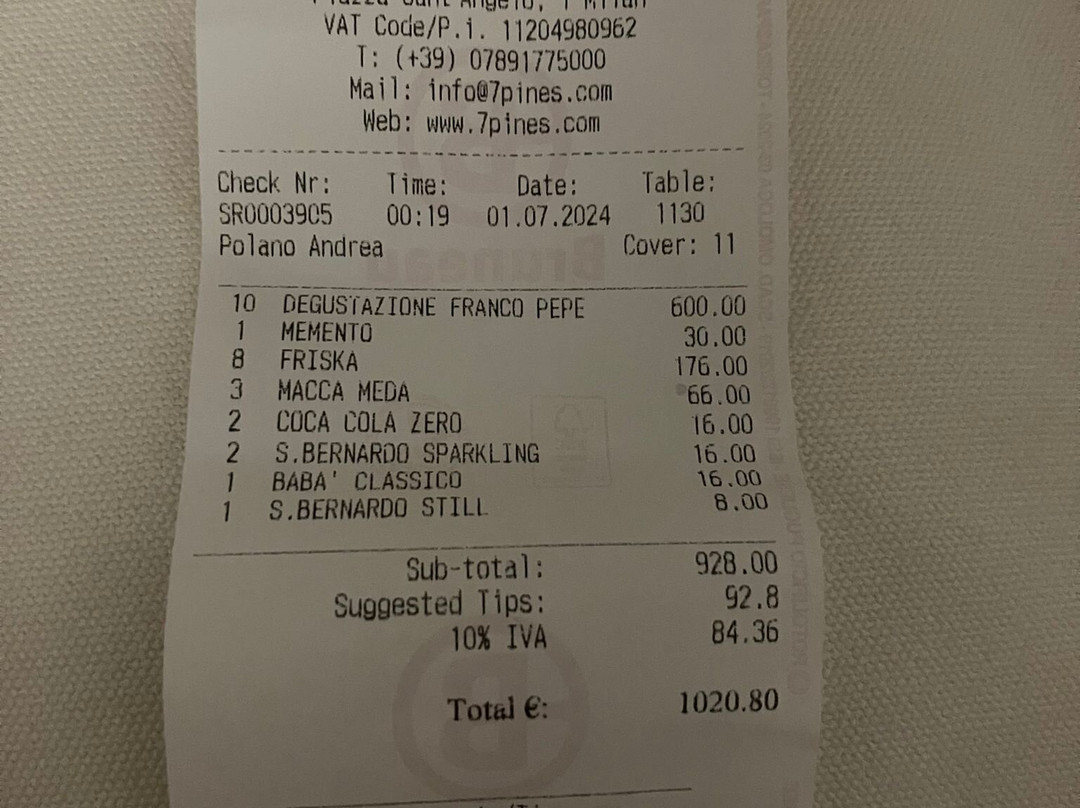 VAT Code/P.i. 11204980962
T: (+39) 07891775000
Mail: info@7pines.com
Web: www.7pines.com
Check Nr: Time: Date: Table:
SR0003905 00:19 01.07.2024 1130
Polano Andrea Cover: 11
10 DEGUSTAZIONE FRANCO PEPE 600.00
1 MEMENTO 30.00
8 FRISKA 176.00
3 MACCA MEDA 66.00
2 COCA COLA ZERO 16.00
2 S.BERNARDO SPARKLING 16.00
1 BABA' CLASSICO 16.00
1 S.BERNARDO STILL 8.00
Sub-total: 928.00
Suggested Tips: 92.8
10% IVA 84.36
Total €: 1020.80